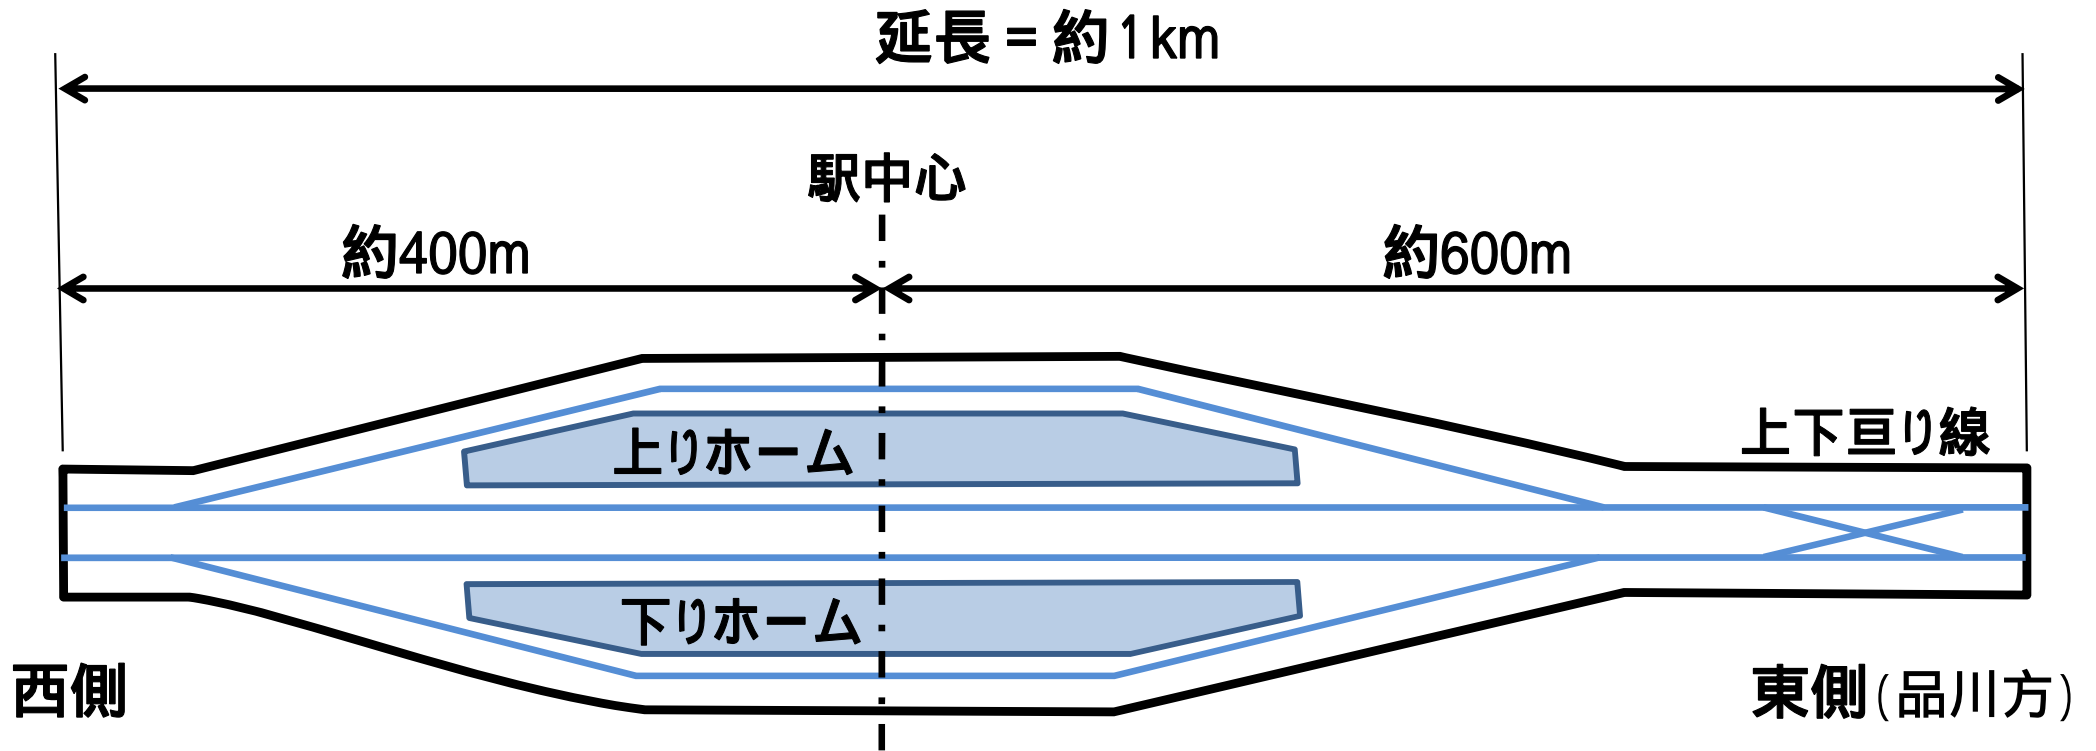 延長 = 約1km
駅中心
約400m
約600m
上下亘り線
上りホーム
下りホーム
西側
東側(品川方)